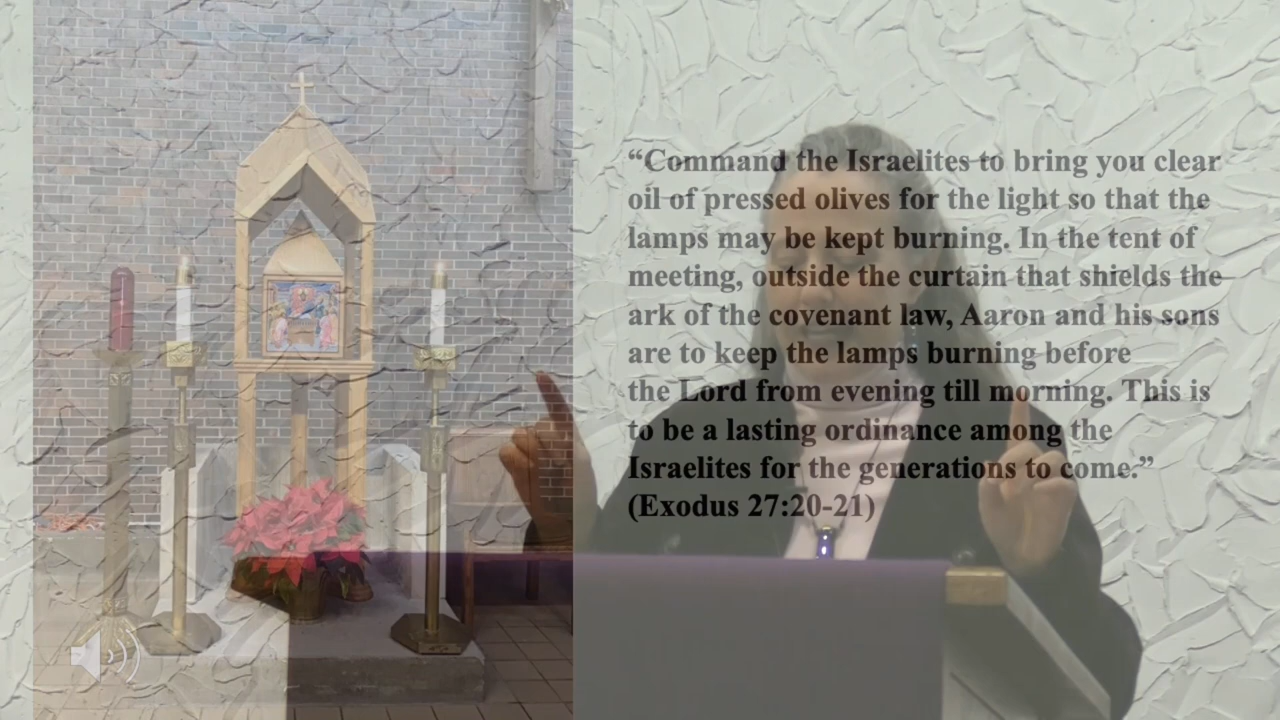 “Command the Israelites to bring you clear
oil of pressed olives for the light so that the
lamps may be kept burning. In the tent of
meeting, outside the curtain that shields the
ark of the covenant law, Aaron and his sons
are to keep the lamps burning before
the Lord from evening till morning. This is
to be a lasting ordinance among the
Israelites for the generations to come.”
(Exodus 27:20-21)